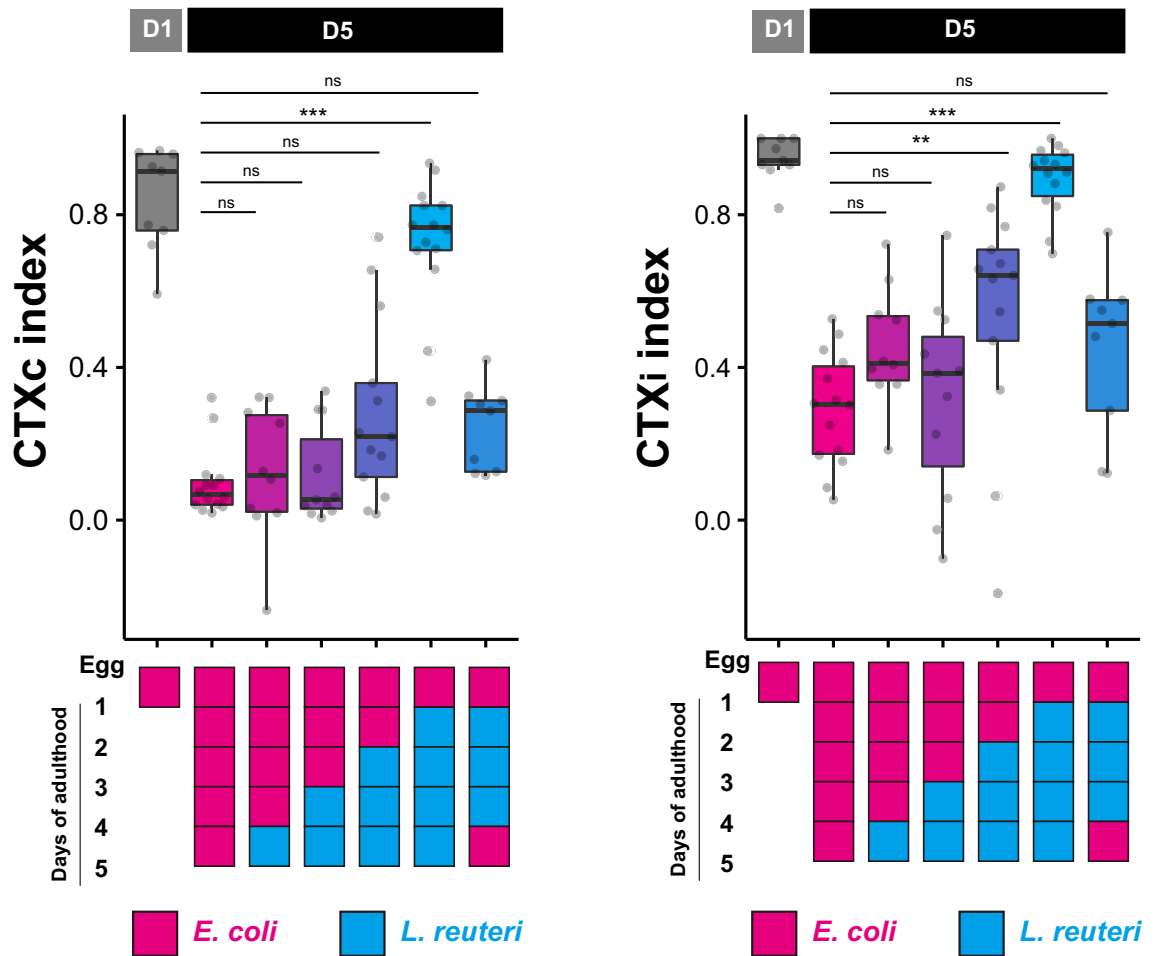 D1
D5
ns
***
ns
ns
ns
CTXc index
0.8
0.4
0.0
Egg
1
2
3
4
5
Days of adulthood
E. coli
L. reuteri
D1
D5
ns
***
**
ns
ns
CTXi index
0.8
0.4
0.0
Egg
1
2
3
4
5
Days of adulthood
E. coli
L. reuteri